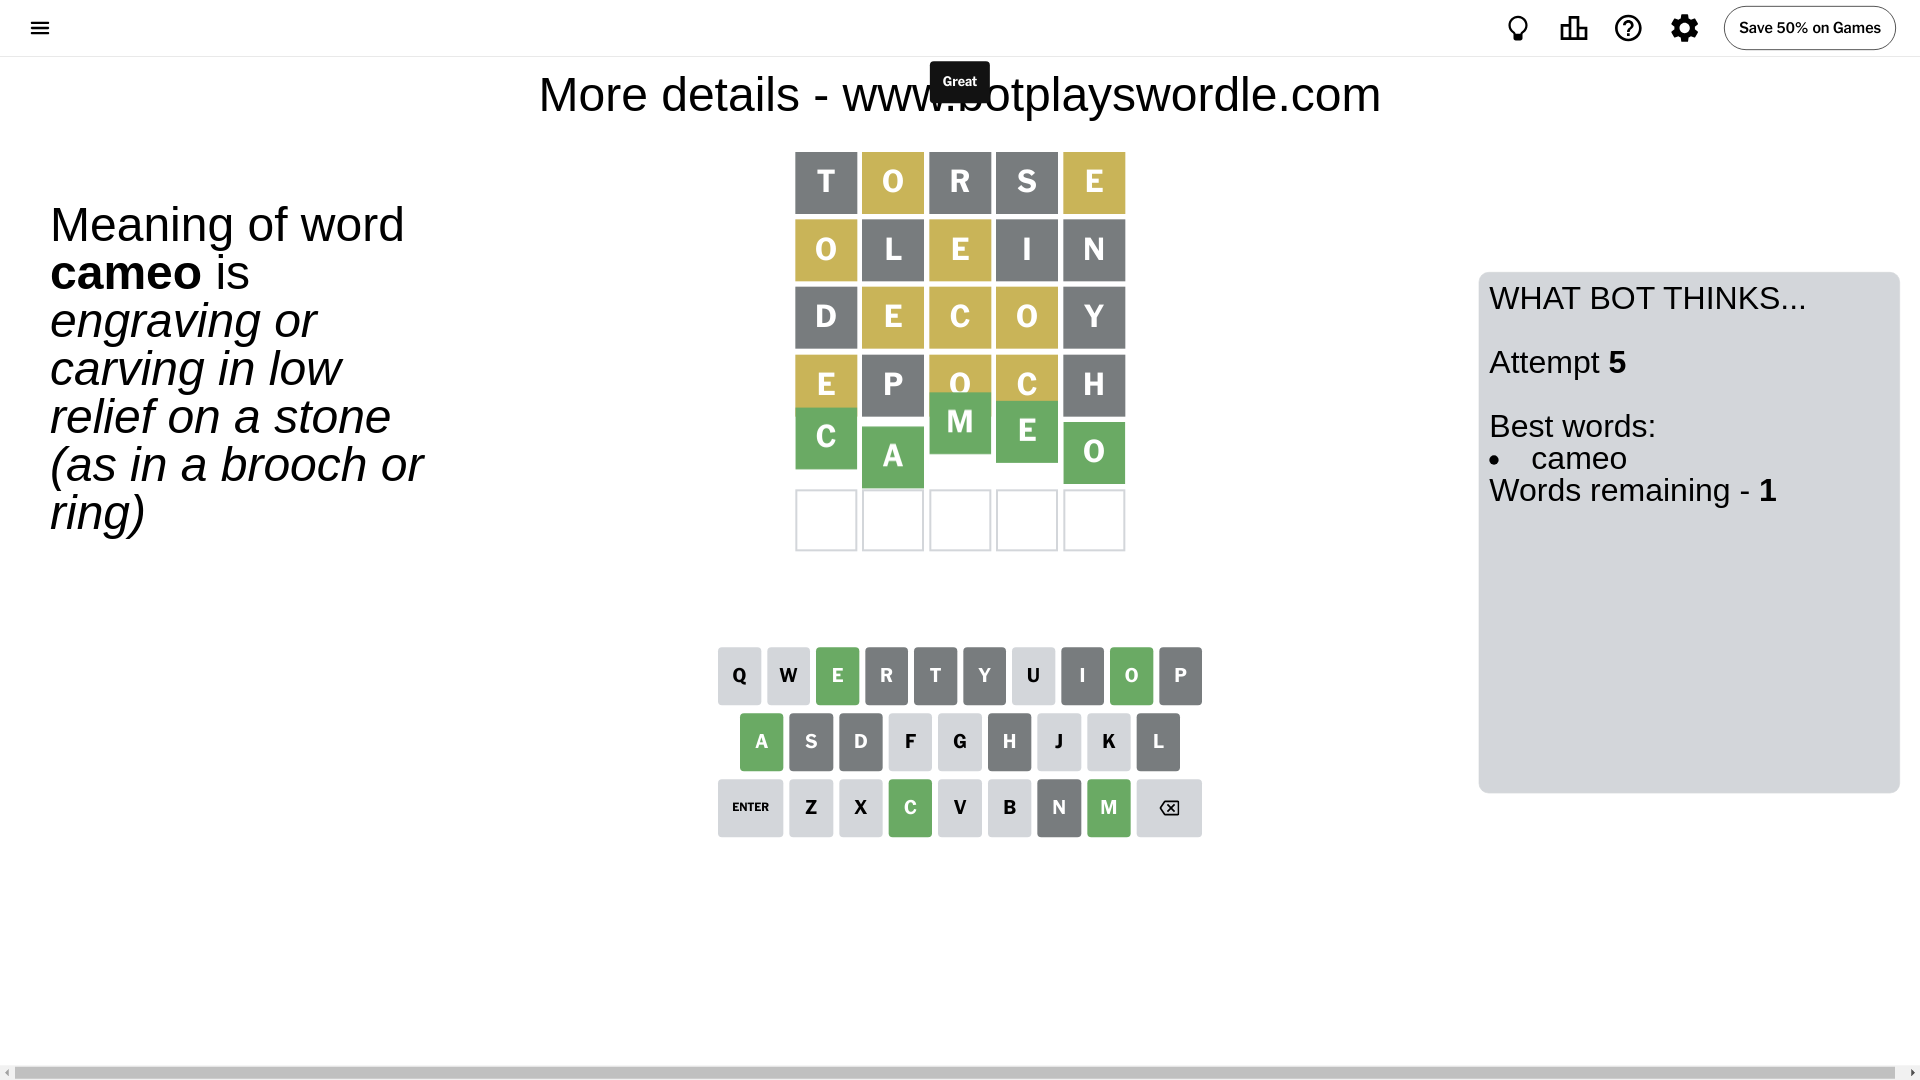 Save 50% on Games
Great
More details - www.botplayswordle.com
Meaning of word
cameo is
engraving or
carving in low
relief on a stone
(as in a brooch or
ring)
T O R S E
O L E I N
D E C O Y
E P O C H
C A M E O
WHAT BOT THINKS...
Attempt 5
Best words:
• cameo
Words remaining - 1
Q W E R T Y U I O P
A S D F G H J K L
ENTER Z X C V B N M